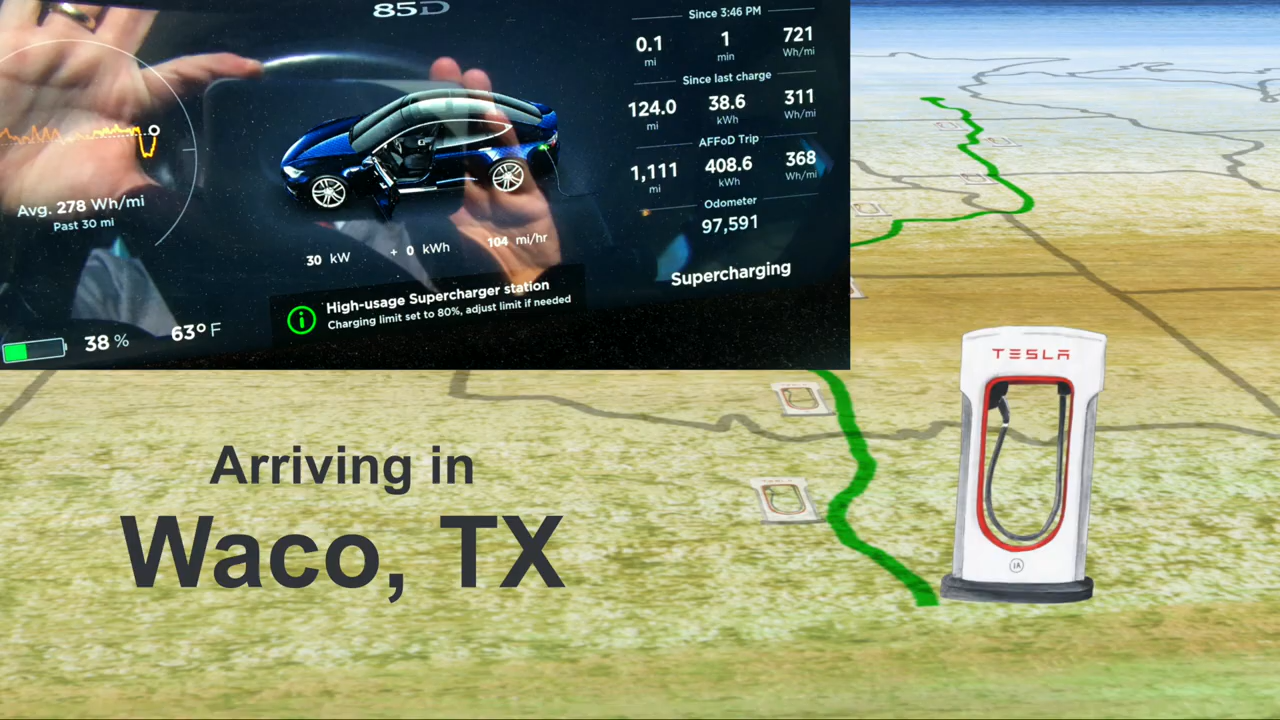 85D
Since 3:46 PM
0.1 mi
1 min
721 Wh/mi
Since last charge
124.0 mi
38.6 kWh
311 Wh/mi
AFFoD Trip
1,111 mi
408.6 kWh
368 Wh/mi
Odometer
97,591
Supercharging
Avg. 278 Wh/mi
Past 30 mi
30 kW
+ 0 kWh
104 mi/hr
High-usage Supercharger station
Charging limit set to 80%, adjust limit if needed
38 %
63° F
TESLA
1A
Arriving in
Waco, TX